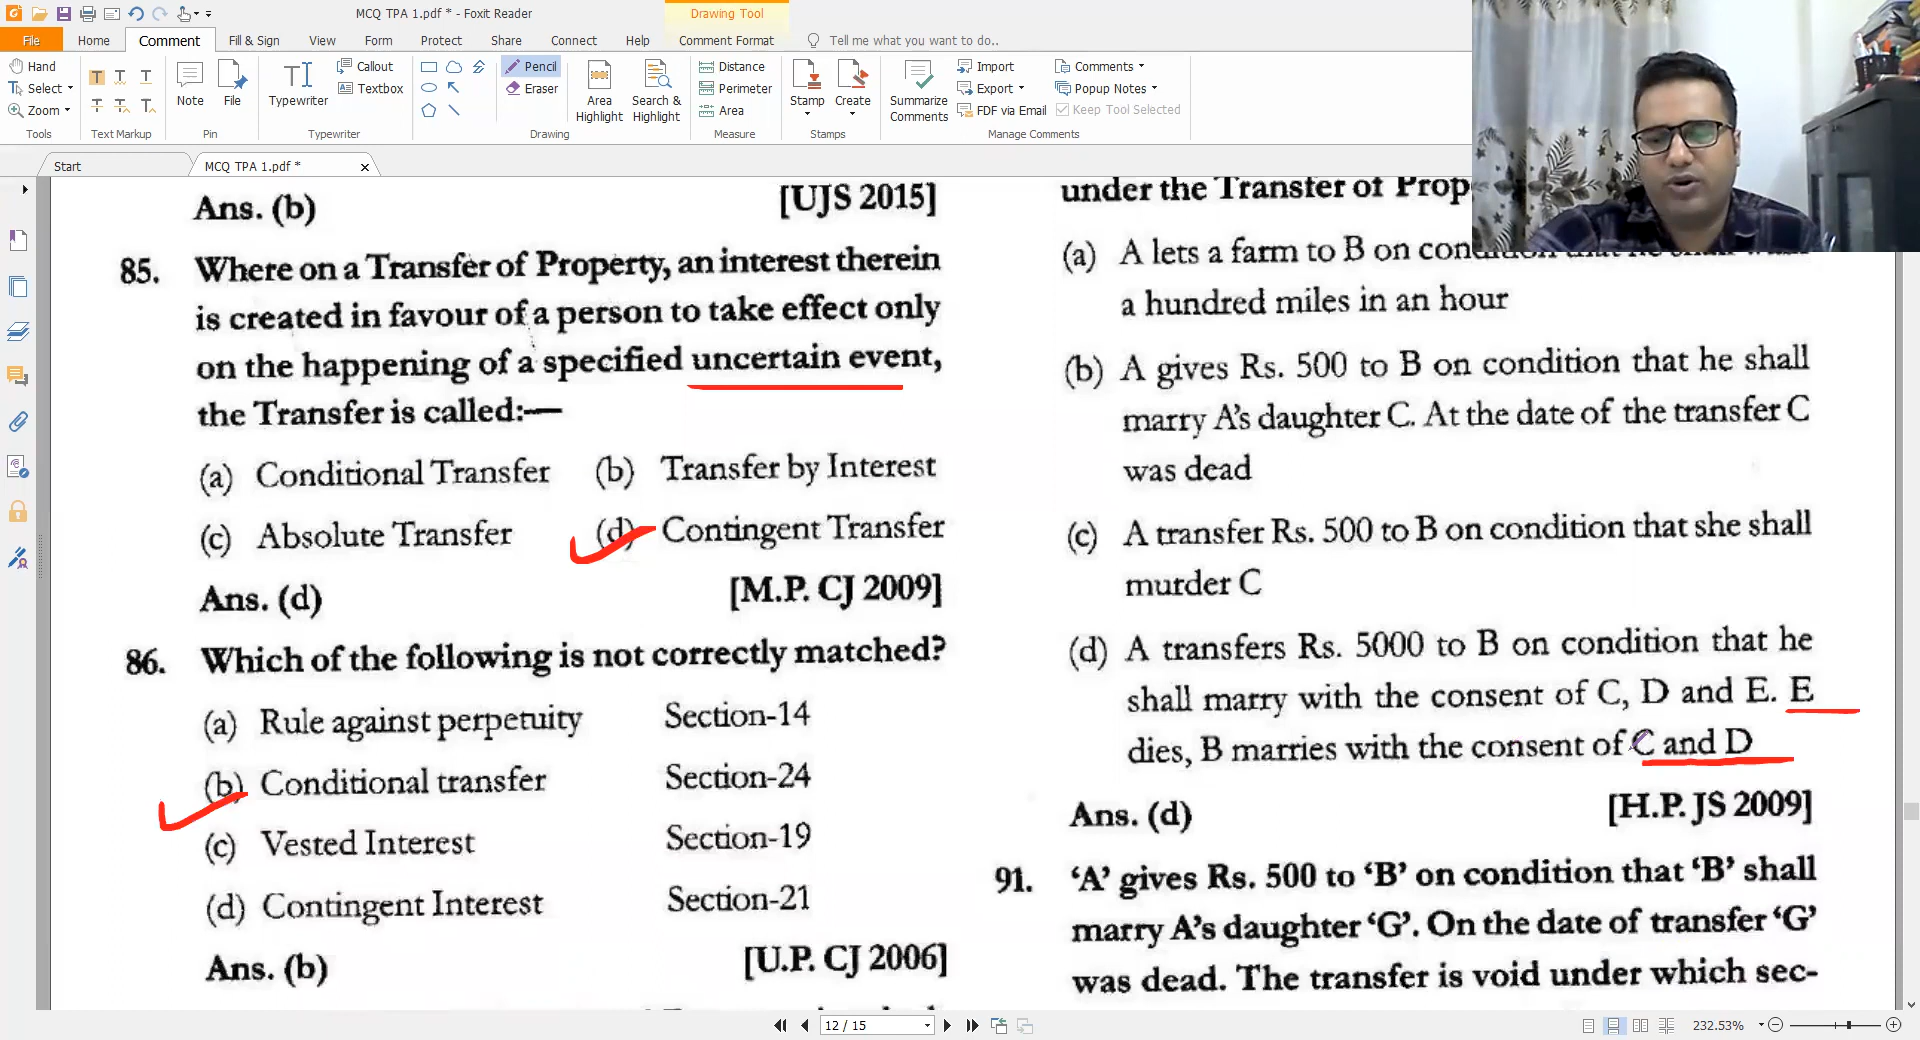 MCQ TPA 1.pdf * - Foxit Reader
Drawing Tool
File
Home
Comment
Fill & Sign
View
Form
Protect
Share
Connect
Help
Comment Format
Tell me what you want to do..
Hand
Select
Zoom
Tools
Text Markup
Note
File
Pin
Typewriter
Callout
Textbox
Typewriter
Pencil
Eraser
Area Highlight
Search & Highlight
Drawing
Distance
Perimeter
Area
Measure
Stamp
Create
Stamps
Summarize Comments
Import
Export
FDF via Email
Comments
Popup Notes
Keep Tool Selected
Manage Comments
Start
MCQ TPA 1.pdf *
Ans. (b) [UJS 2015]
85. Where on a Transfer of Property, an interest therein
is created in favour of a person to take effect only
on the happening of a specified uncertain event,
the Transfer is called:—
(a) Conditional Transfer (b) Transfer by Interest
(c) Absolute Transfer (d) Contingent Transfer
Ans. (d) [M.P. CJ 2009]
86. Which of the following is not correctly matched?
(a) Rule against perpetuity Section-14
(b) Conditional transfer Section-24
(c) Vested Interest Section-19
(d) Contingent Interest Section-21
Ans. (b) [U.P. CJ 2006]
under the Transfer of
(a) A lets a farm to B on
a hundred miles in an hour
(b) A gives Rs. 500 to B on condition that he shall
marry A's daughter C. At the date of the transfer C
was dead
(c) A transfer Rs. 500 to B on condition that she shall
murder C
(d) A transfers Rs. 5000 to B on condition that he
shall marry with the consent of C, D and E. E
dies, B marries with the consent of C and D
Ans. (d) [H.P. JS 2009]
91. 'A' gives Rs. 500 to 'B' on condition that 'B' shall
marry A's daughter 'G'. On the date of transfer 'G'
was dead. The transfer is void under which sec-
12 / 15
232.53%